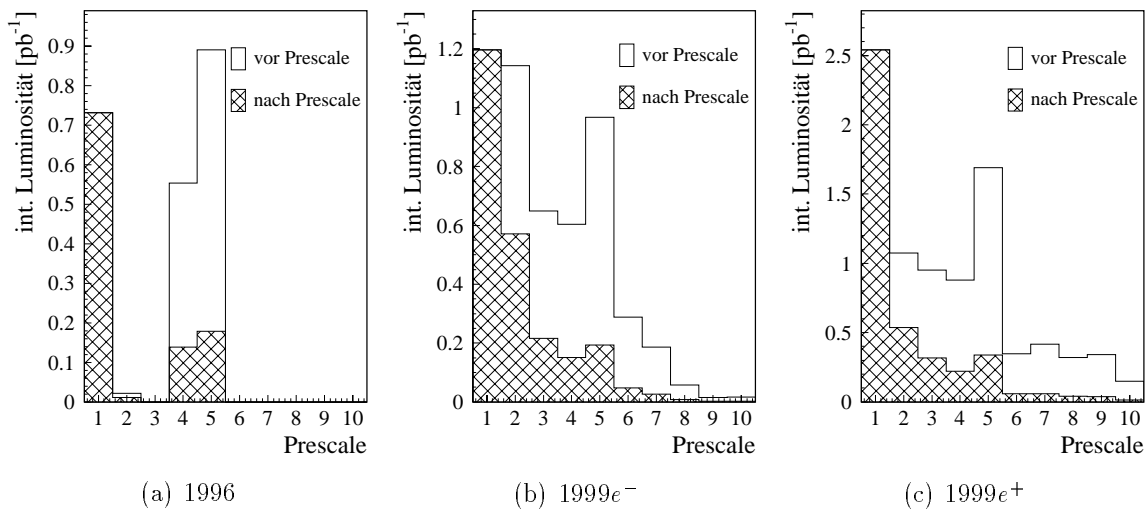 int. Luminosität [pb⁻¹]
0.9
0.8
0.7
0.6
0.5
0.4
0.3
0.2
0.1
0
vor Prescale
nach Prescale
1 2 3 4 5 6 7 8 9 10
Prescale
(a) 1996
int. Luminosität [pb⁻¹]
1.2
1
0.8
0.6
0.4
0.2
0
vor Prescale
nach Prescale
1 2 3 4 5 6 7 8 9 10
Prescale
(b) 1999e⁻
int. Luminosität [pb⁻¹]
2.5
2
1.5
1
0.5
0
vor Prescale
nach Prescale
1 2 3 4 5 6 7 8 9 10
Prescale
(c) 1999e⁺